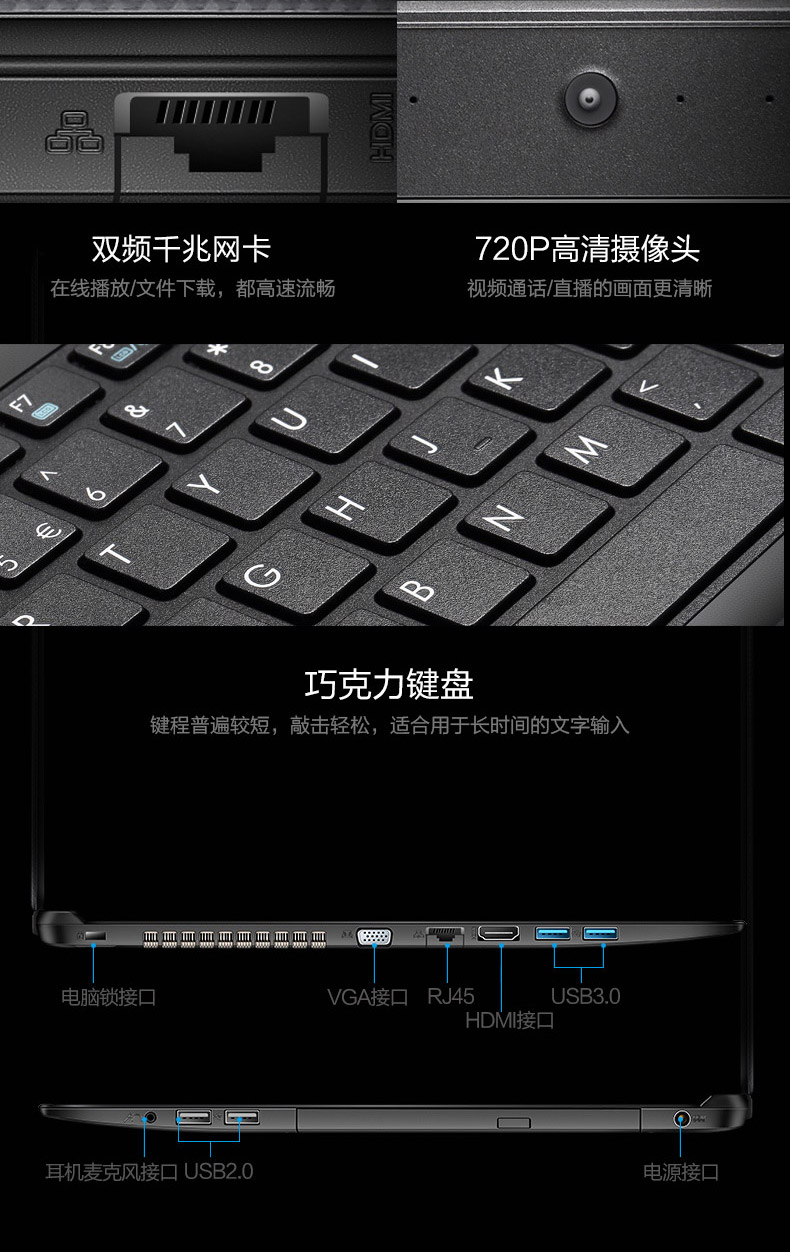 HDMI
双频千兆网卡
在线播放/文件下载，都高速流畅
720P高清摄像头
视频通话/直播的画面更清晰
F7
*
8
I
K
<
,
&
7
U
J
M
^
6
Y
H
N
5
€
T
G
B
R
巧克力键盘
键程普遍较短，敲击轻松，适合用于长时间的文字输入
电脑锁接口
VGA接口
RJ45
USB3.0
HDMI接口
耳机麦克风接口
USB2.0
电源接口